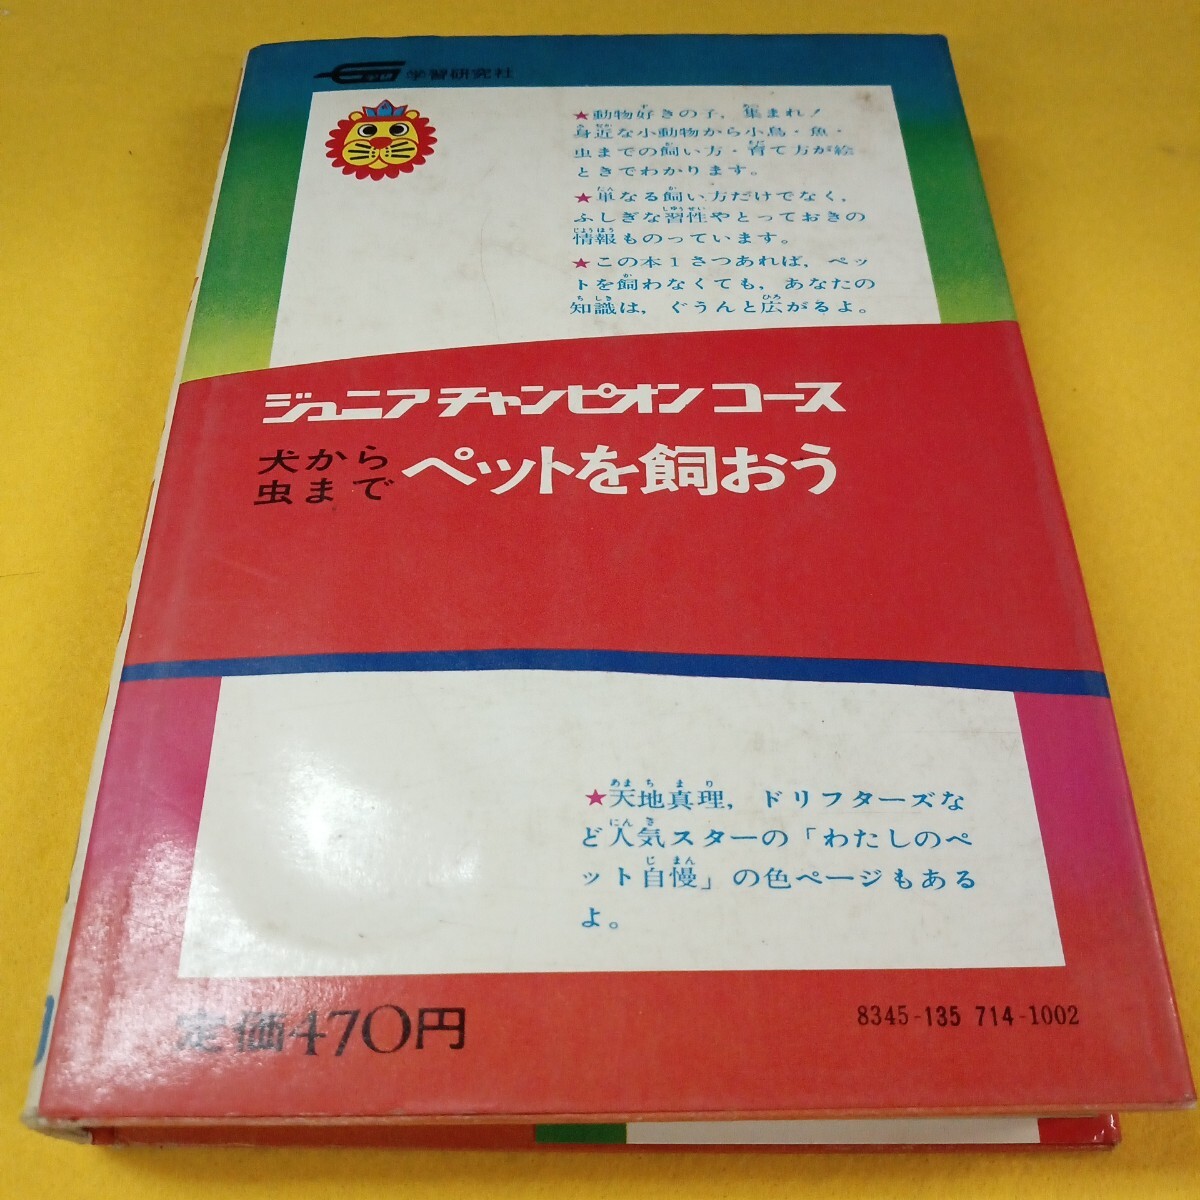 学習研究社
★動物好きの子，集まれ！
身近な小動物から小鳥・魚・
虫までの飼い方・育て方が絵
ときでわかります。
★単なる飼い方だけでなく，
ふしぎな習性やとっておきの
情報ものっています。
★この本1さつあれば，ペッ
トを飼わなくても，あなたの
知識は，ぐうんと広がるよ。
ジュニアチャンピオンコース
犬から
虫まで
ペットを飼おう
★天地真理，ドリフターズな
ど人気スターの「わたしのペ
ット自慢」の色ページもある
よ。
定価470円
8345-135 714-1002